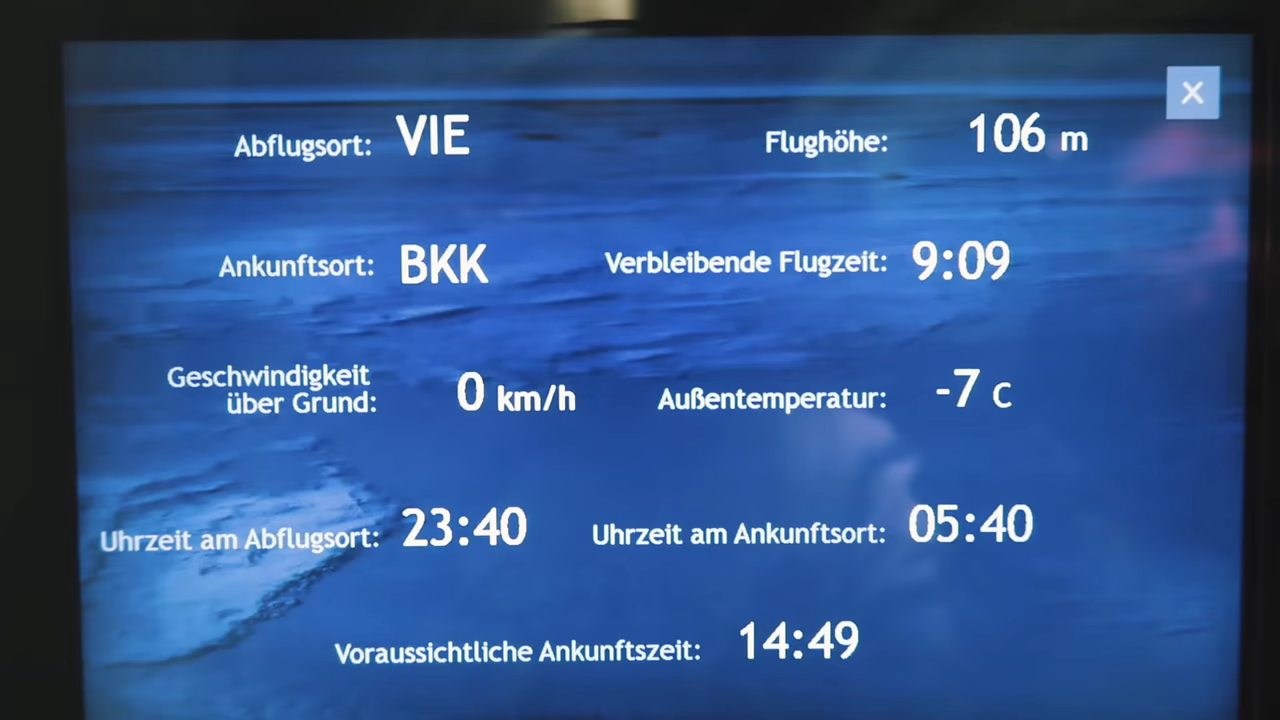 Abflugsort: VIE
Flughöhe: 106 m
Ankunftsort: BKK
Verbleibende Flugzeit: 9:09
Geschwindigkeit
über Grund: 0 km/h
Außentemperatur: -7 C
Uhrzeit am Abflugsort: 23:40
Uhrzeit am Ankunftsort: 05:40
Voraussichtliche Ankunftszeit: 14:49